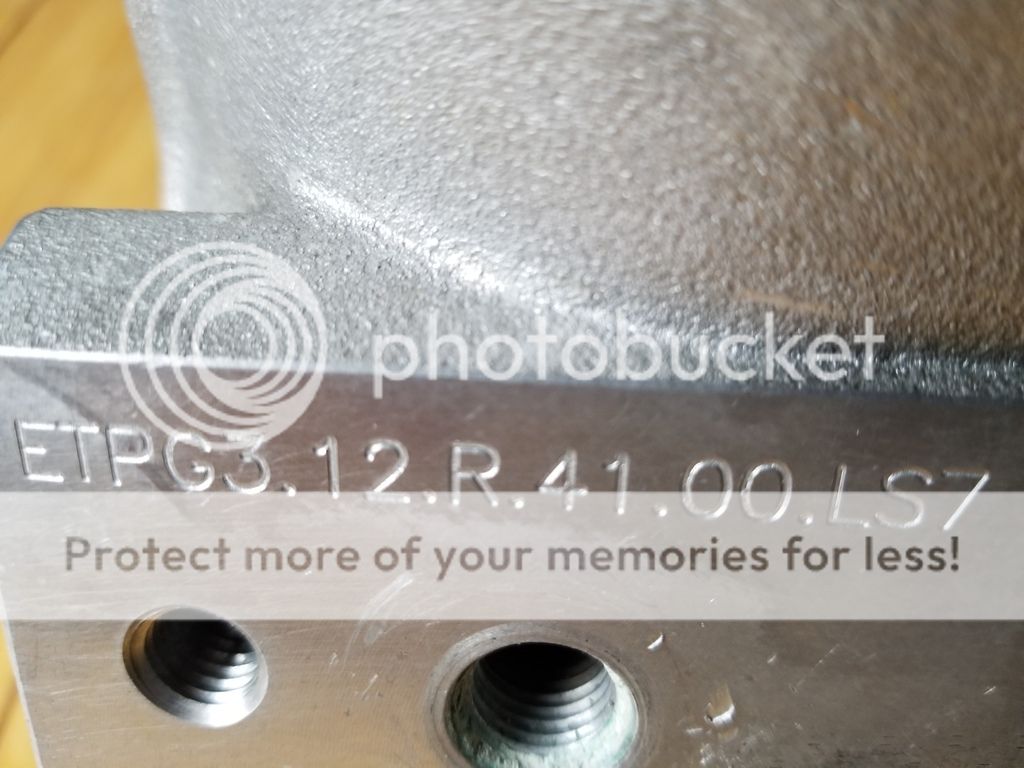 photobucket
ETPG3.12.R.41.00.LS7
Protect more of your memories for less!